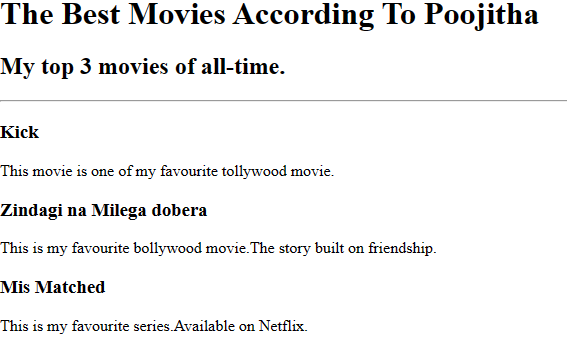 The Best Movies According To Poojitha
My top 3 movies of all-time.
Kick
This movie is one of my favourite tollywood movie.
Zindagi na Milega dobera
This is my favourite bollywood movie.The story built on friendship.
Mis Matched
This is my favourite series.Available on Netflix.